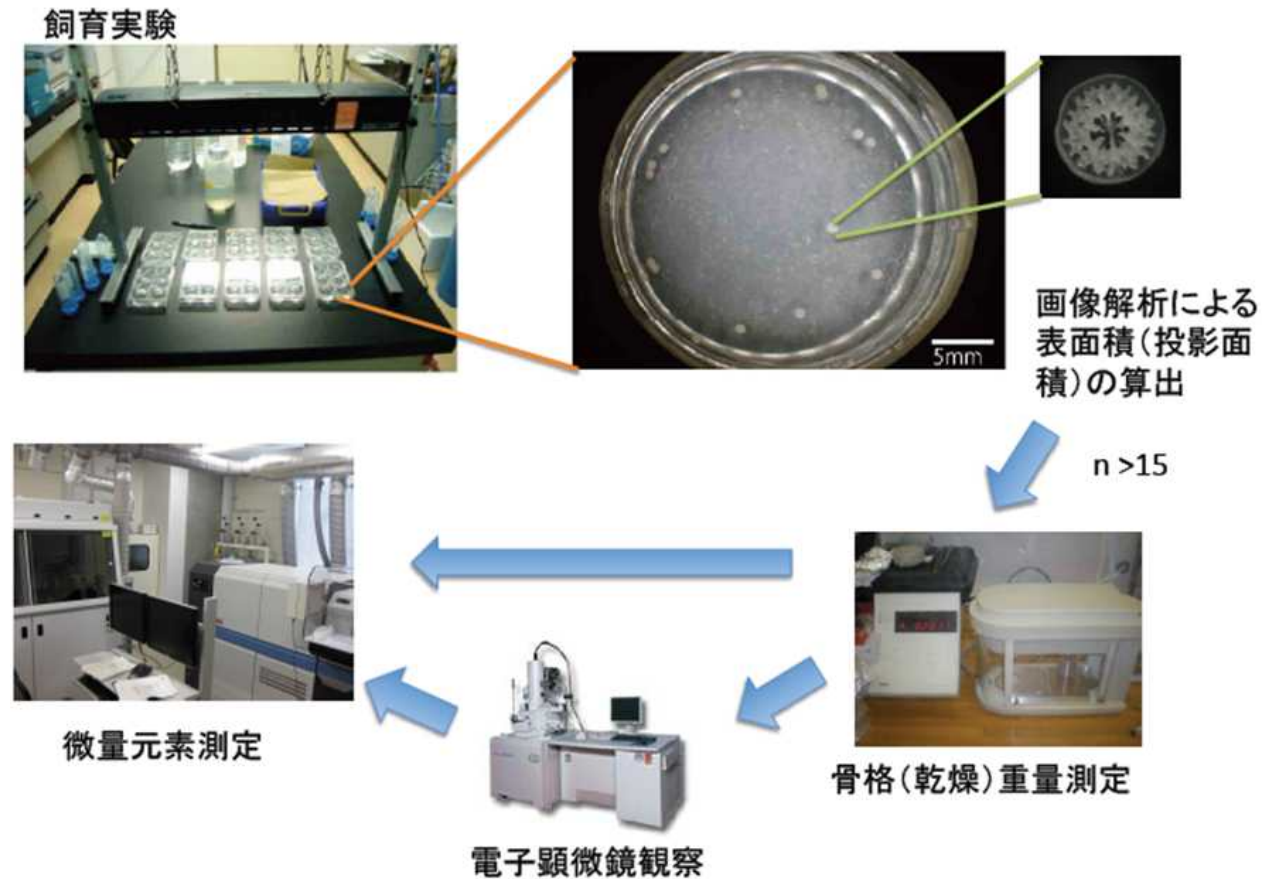 飼育実験
5mm
画像解析による
表面積(投影面
積)の算出
n >15
骨格(乾燥)重量測定
電子顕微鏡観察
微量元素測定